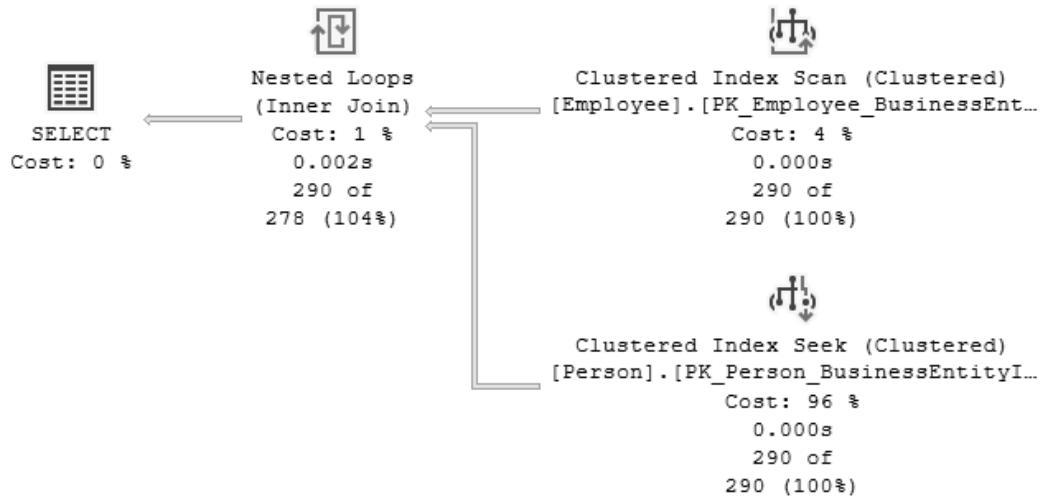 SELECT
Cost: 0 %
Nested Loops
(Inner Join)
Cost: 1 %
0.002s
290 of
278 (104%)
Clustered Index Scan (Clustered)
[Employee].[PK_Employee_BusinessEnt…
Cost: 4 %
0.000s
290 of
290 (100%)
Clustered Index Seek (Clustered)
[Person].[PK_Person_BusinessEntityI…
Cost: 96 %
0.000s
290 of
290 (100%)